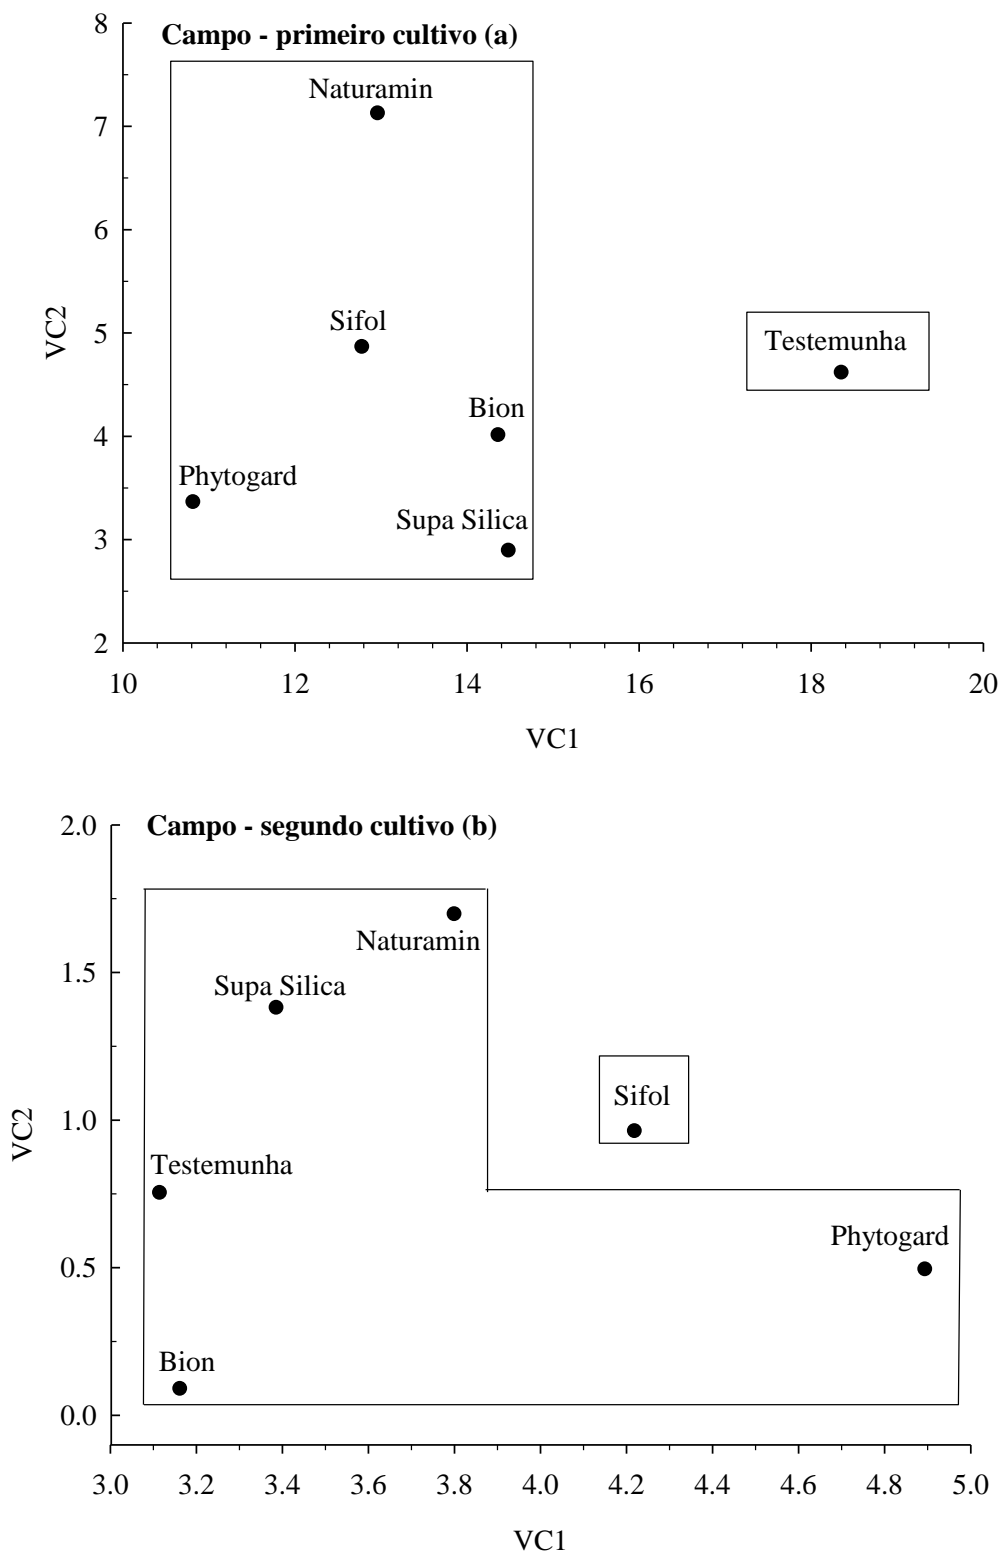 Campo - primeiro cultivo (a)
8
7
6
5
4
3
2
VC2
Naturamin
Sifol
Testemunha
Bion
Phytogard
Supa Silica
10 12 14 16 18 20
VC1
Campo - segundo cultivo (b)
2.0
1.5
1.0
0.5
0.0
VC2
Naturamin
Supa Silica
Sifol
Testemunha
Phytogard
Bion
3.0 3.2 3.4 3.6 3.8 4.0 4.2 4.4 4.6 4.8 5.0
VC1